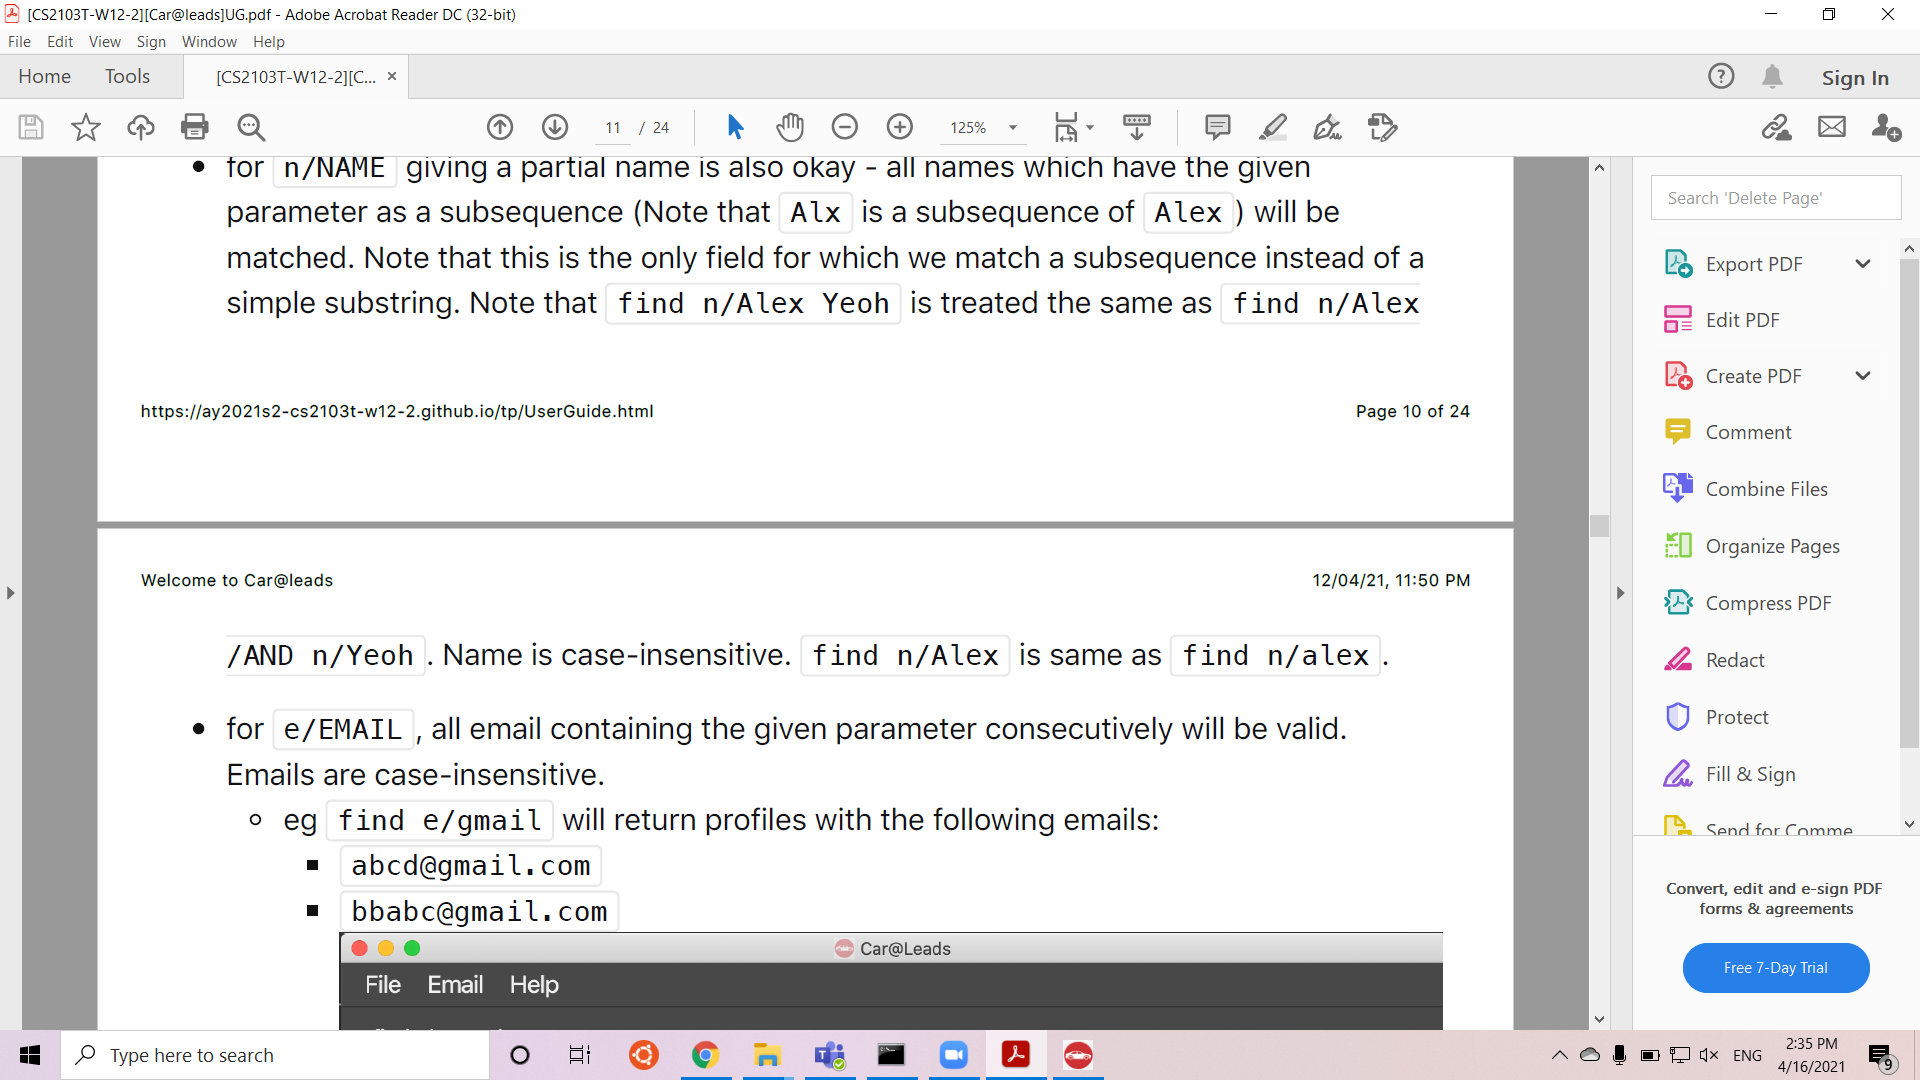 [CS2103T-W12-2][Car@leads]UG.pdf - Adobe Acrobat Reader DC (32-bit)
File Edit View Sign Window Help
Home Tools [CS2103T-W12-2][C... × Sign In
11 / 24 125%
for n/NAME giving a partial name is also okay - all names which have the given
parameter as a subsequence (Note that Alx is a subsequence of Alex ) will be
matched. Note that this is the only field for which we match a subsequence instead of a
simple substring. Note that find n/Alex Yeoh is treated the same as find n/Alex
https://ay2021s2-cs2103t-w12-2.github.io/tp/UserGuide.html Page 10 of 24
Welcome to Car@leads 12/04/21, 11:50 PM
/AND n/Yeoh . Name is case-insensitive. find n/Alex is same as find n/alex .
for e/EMAIL , all email containing the given parameter consecutively will be valid.
Emails are case-insensitive.
eg find e/gmail will return profiles with the following emails:
abcd@gmail.com
bbabc@gmail.com
Car@Leads
File Email Help
Search 'Delete Page'
Export PDF
Edit PDF
Create PDF
Comment
Combine Files
Organize Pages
Compress PDF
Redact
Protect
Fill & Sign
Send for Comme
Convert, edit and e-sign PDF
forms & agreements
Free 7-Day Trial
Type here to search
ENG
2:35 PM
4/16/2021
9